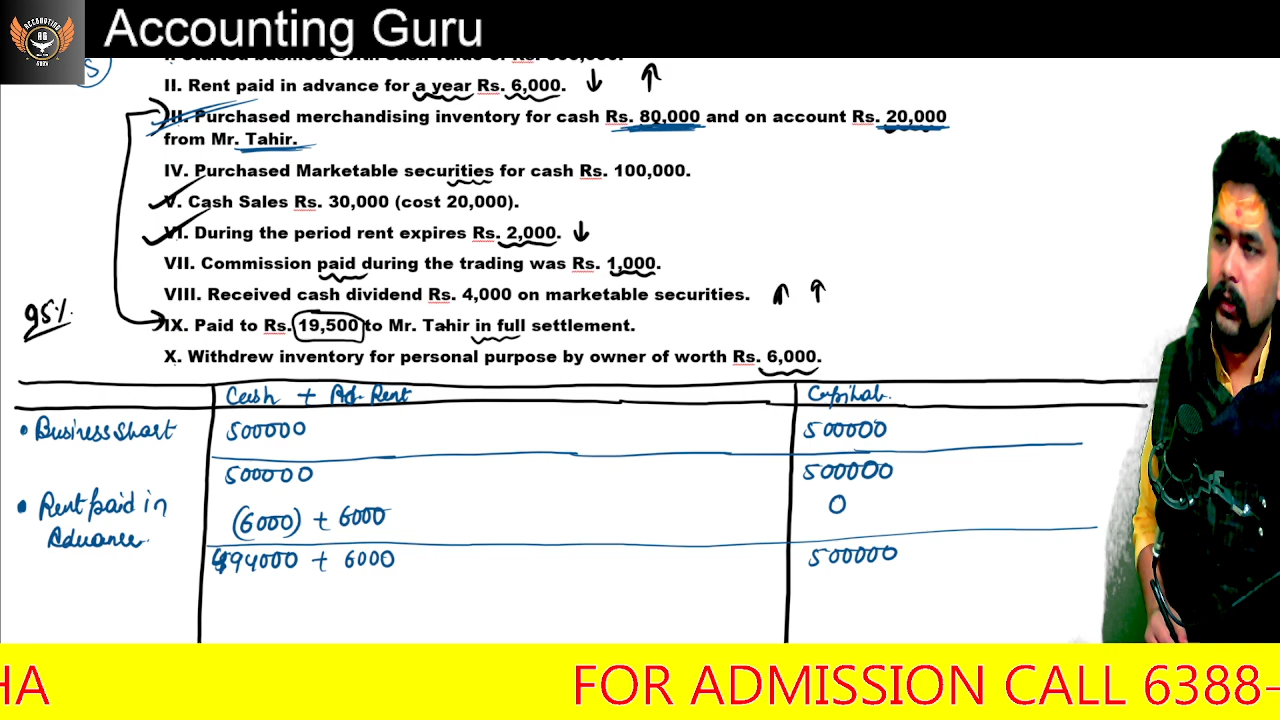 Accounting Guru
II. Rent paid in advance for a year Rs. 6,000.
III. Purchased merchandising inventory for cash Rs. 80,000 and on account Rs. 20,000
from Mr. Tahir.
IV. Purchased Marketable securities for cash Rs. 100,000.
V. Cash Sales Rs. 30,000 (cost 20,000).
VI. During the period rent expires Rs. 2,000.
VII. Commission paid during the trading was Rs. 1,000.
VIII. Received cash dividend Rs. 4,000 on marketable securities.
95%
IX. Paid to Rs. 19,500 to Mr. Tahir in full settlement.
X. Withdrew inventory for personal purpose by owner of worth Rs. 6,000.
Cash + Ad. Rent Capital.
• Business Start 500000 500000
500000 500000
• Rent paid in (6000) + 6000 0
Advance.
494000 + 6000 500000
HA FOR ADMISSION CALL 6388-